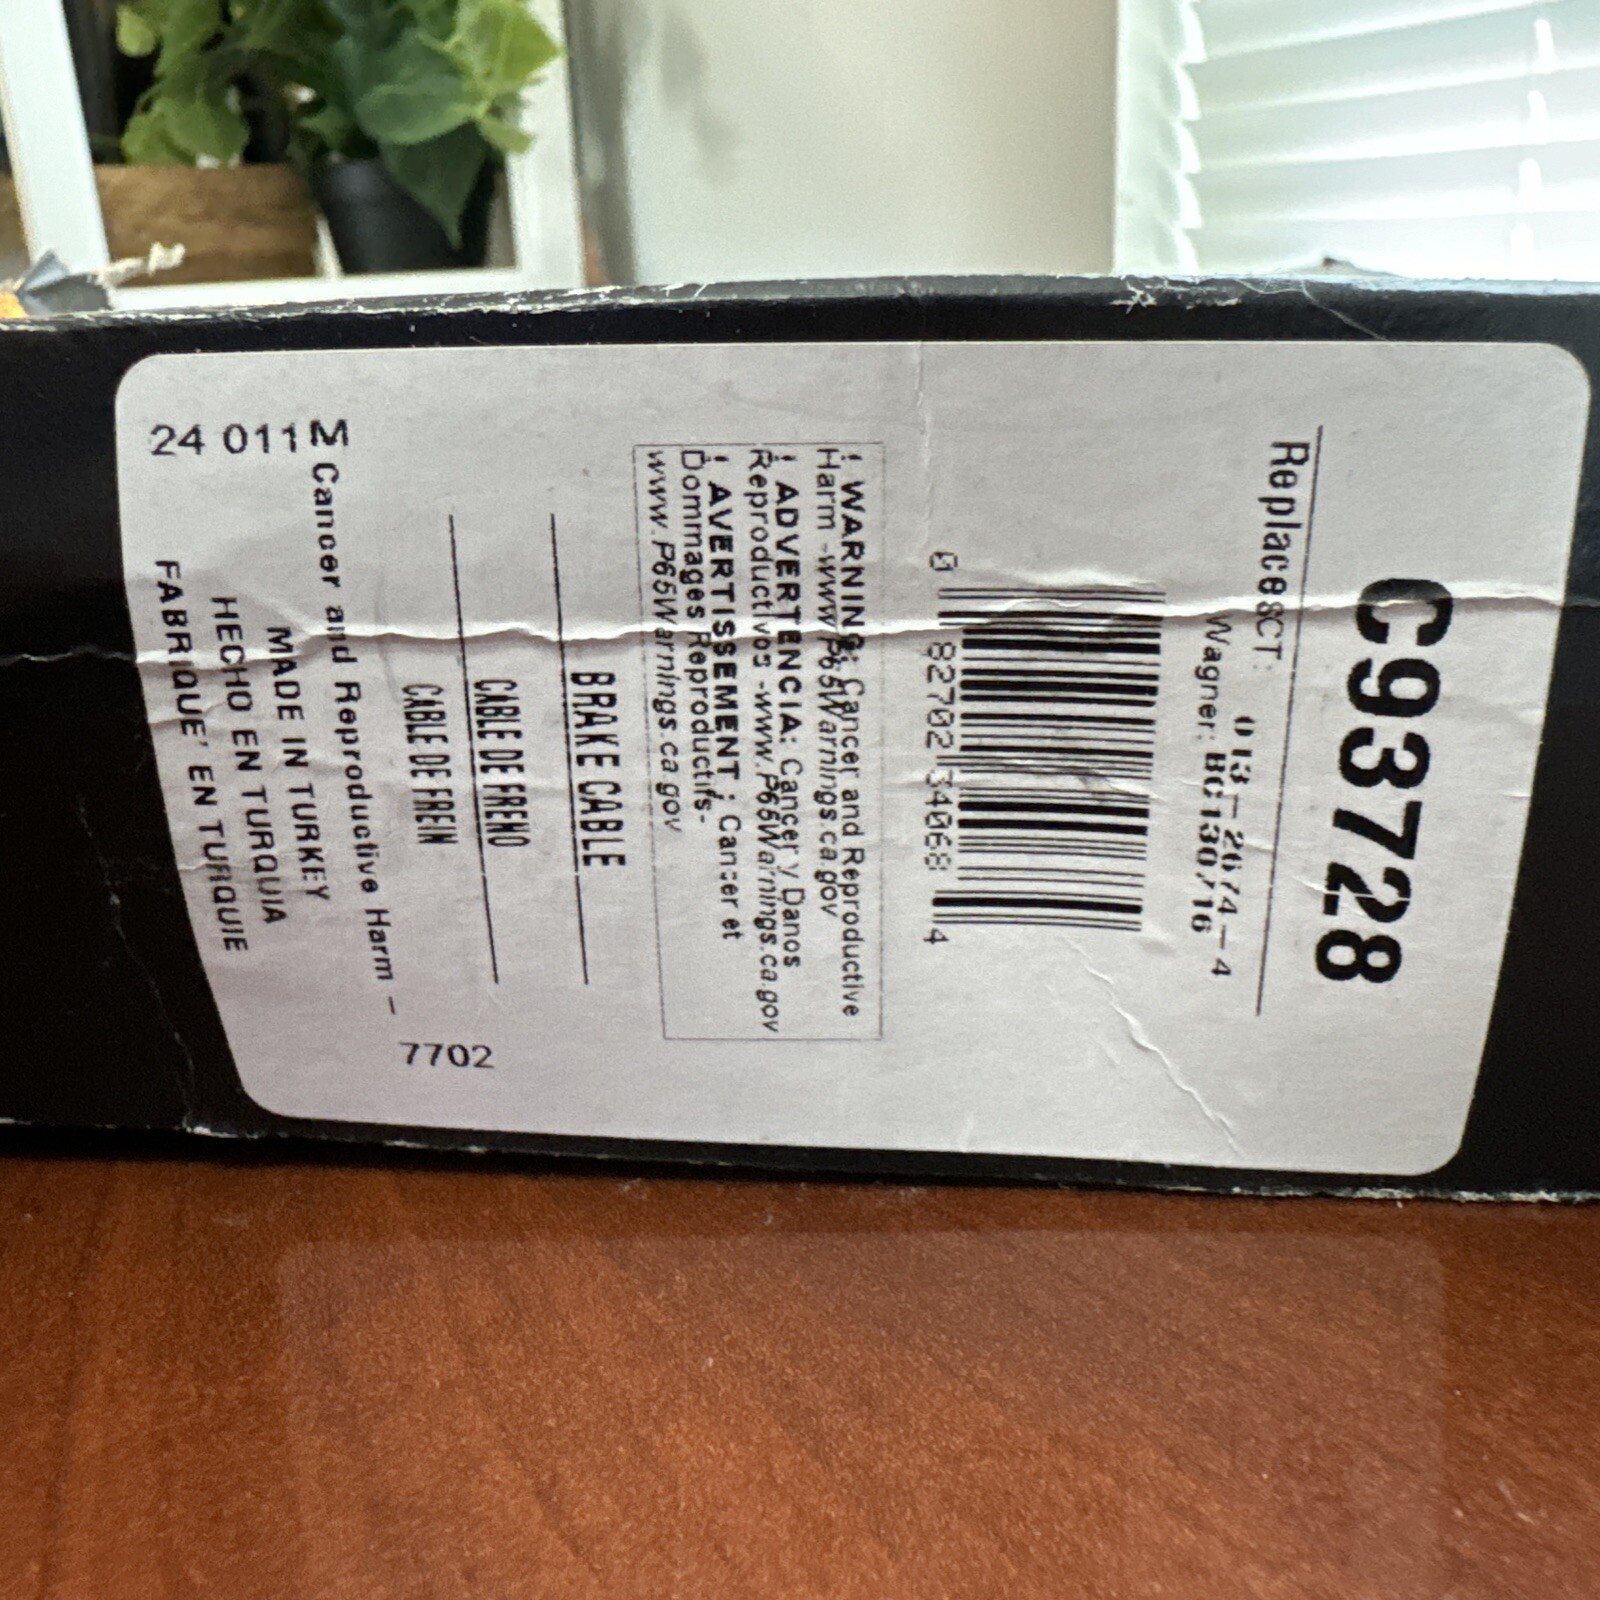 C93728
ReplacesCT:
013-2674-4
Wagner: BC130716
0 82702 34068 4
! WARNING: Cancer and Reproductive
Harm -www.P65Warnings.ca.gov
! ADVERTENCIA: Cancer y Danos
Reproductivos -www.P65Warnings.ca.gov
! AVERTISSEMENT : Cancer et
Dommages Reproductifs-
www.P65Warnings.ca.gov
BRAKE CABLE
CABLE DE FRENO
CABLE DE FREIN
7702
Cancer and Reproductive Harm -
24 011M
MADE IN TURKEY
HECHO EN TURQUIA
FABRIQUE' EN TURQUIE